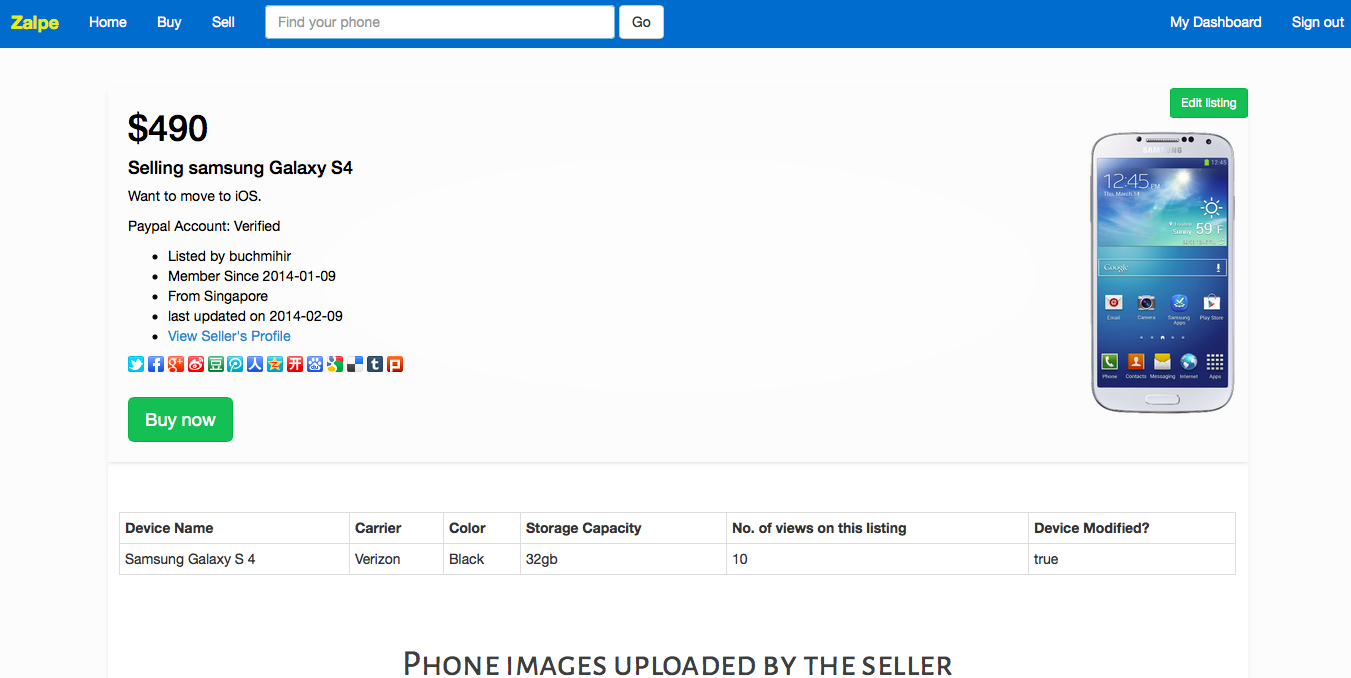 Zalpe Home Buy Sell Find your phone Go My Dashboard Sign out
Edit listing
$490
Selling samsung Galaxy S4
Want to move to iOS.
Paypal Account: Verified
Listed by buchmihir
Member Since 2014-01-09
From Singapore
last updated on 2014-02-09
View Seller's Profile
Buy now
SAMSUNG
12:45
12:45 PM
Thu, March 14
Sunny 59°F
Google
Email Camera Samsung Apps Play Store
Phone Contacts Messaging Internet Apps
Device Name Carrier Color Storage Capacity No. of views on this listing Device Modified?
Samsung Galaxy S 4 Verizon Black 32gb 10 true
Phone images uploaded by the seller